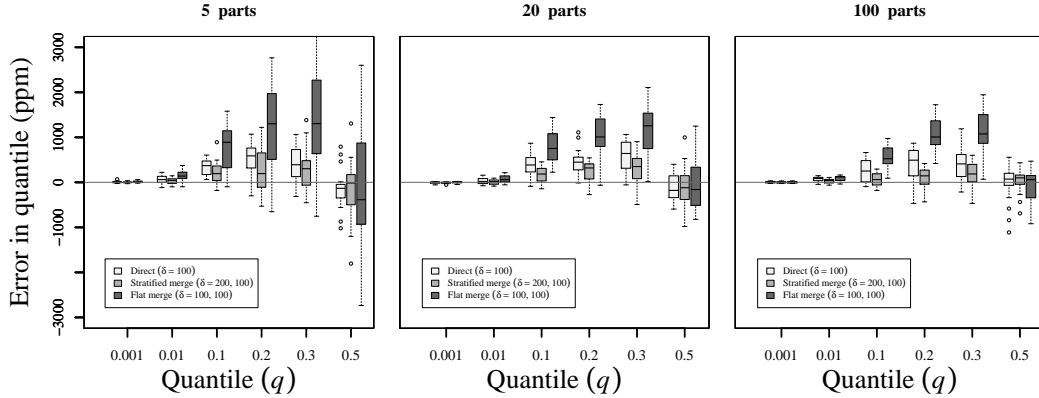 5 parts
20 parts
100 parts
Error in quantile (ppm)
3000
2000
1000
0
−1000
−3000
Direct (δ = 100)
Stratified merge (δ = 200, 100)
Flat merge (δ = 100, 100)
Direct (δ = 100)
Stratified merge (δ = 200, 100)
Flat merge (δ = 100, 100)
Direct (δ = 100)
Stratified merge (δ = 200, 100)
Flat merge (δ = 100, 100)
0.001 0.01 0.1 0.2 0.3 0.5
0.001 0.01 0.1 0.2 0.3 0.5
0.001 0.01 0.1 0.2 0.3 0.5
Quantile (q)
Quantile (q)
Quantile (q)